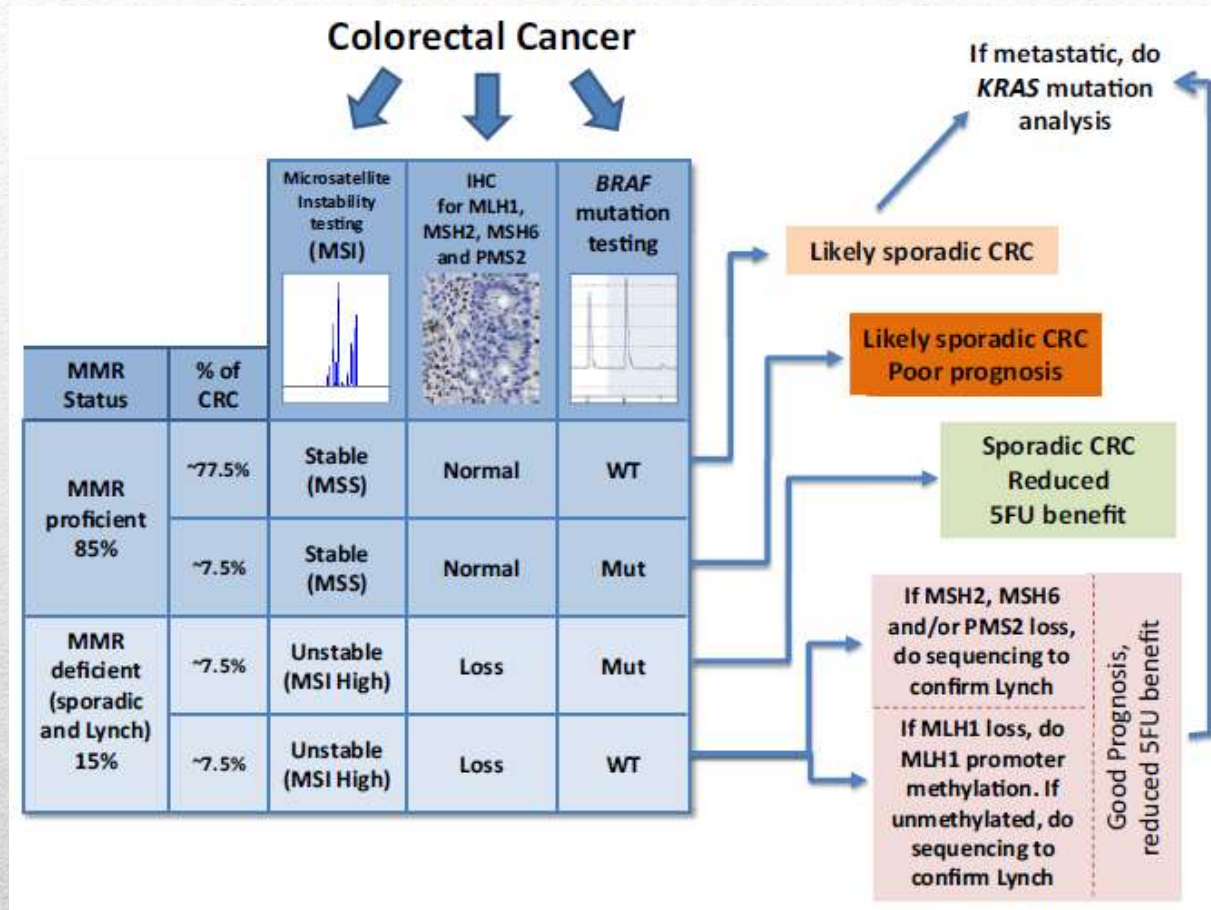 Colorectal Cancer
If metastatic, do
KRAS mutation
analysis
Microsatellite
Instability
testing
(MSI)
IHC
for MLH1,
MSH2, MSH6
and PMS2
BRAF
mutation
testing
Likely sporadic CRC
Likely sporadic CRC
Poor prognosis
MMR
Status
% of
CRC
MMR
proficient
85%
~77.5%
Stable
(MSS)
Normal
WT
~7.5%
Stable
(MSS)
Normal
Mut
Sporadic CRC
Reduced
5FU benefit
MMR
deficient
(sporadic
and Lynch)
15%
~7.5%
Unstable
(MSI High)
Loss
Mut
~7.5%
Unstable
(MSI High)
Loss
WT
If MSH2, MSH6
and/or PMS2 loss,
do sequencing to
confirm Lynch
If MLH1 loss, do
MLH1 promoter
methylation. If
unmethylated, do
sequencing to
confirm Lynch
Good Prognosis,
reduced 5FU benefit